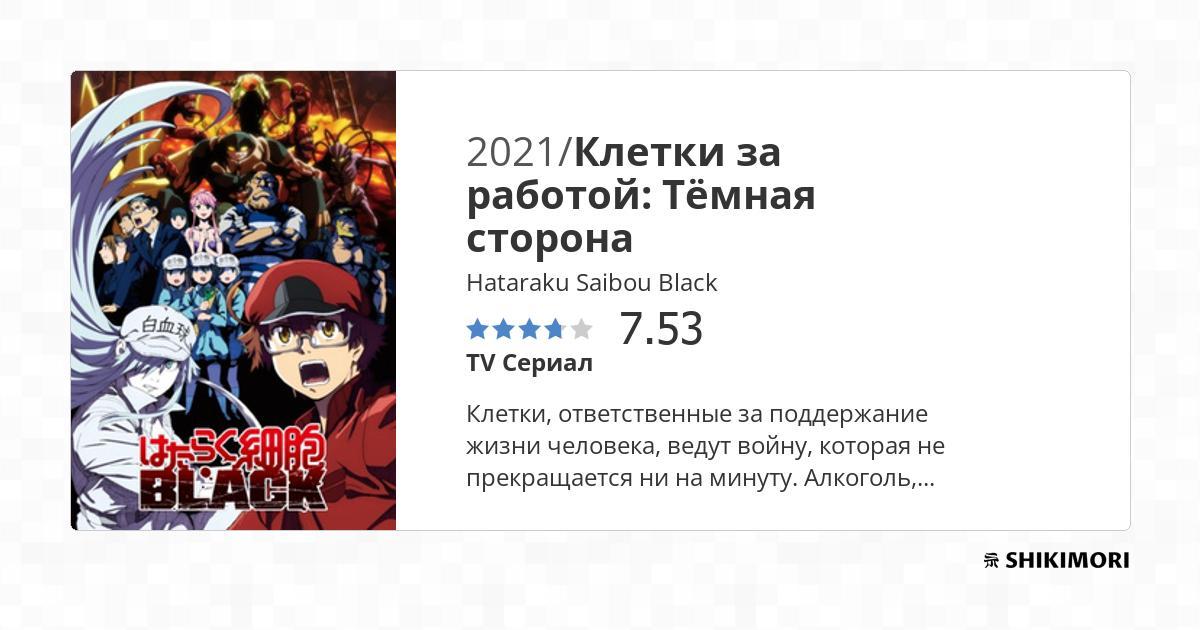 2021/Клетки за
работой: Тёмная
сторона
Hataraku Saibou Black
7.53
TV Сериал
Клетки, ответственные за поддержание
жизни человека, ведут войну, которая не
прекращается ни на минуту. Алкоголь,...
白血球
はたらく細胞
BLACK
SHIKIMORI